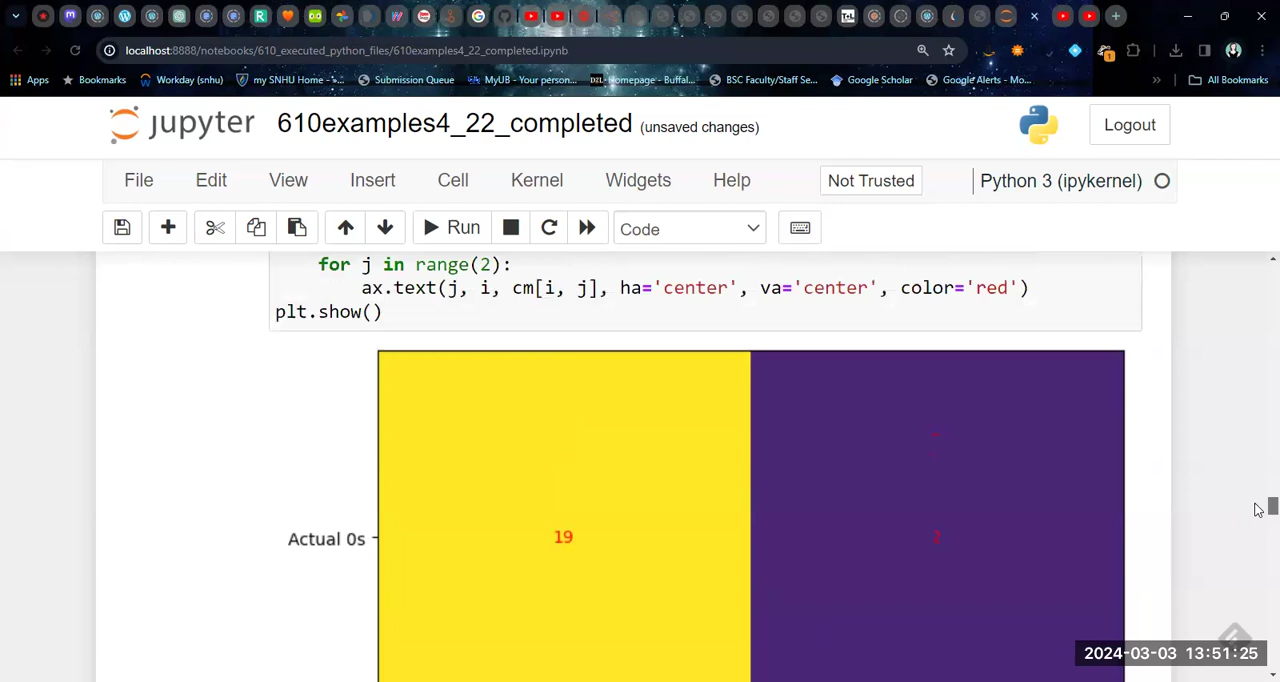 localhost:8888/notebooks/610_executed_python_files/610examples4_22_completed.ipynb
Apps Bookmarks Workday (snhu) my SNHU Home - ... Submission Queue MyUB - Your person... D2L Homepage - Buffal... BSC Faculty/Staff Se... Google Scholar Google Alerts - Mo... » All Bookmarks
jupyter 610examples4_22_completed (unsaved changes) Logout
File Edit View Insert Cell Kernel Widgets Help Not Trusted Python 3 (ipykernel)
Run Code
for j in range(2):
ax.text(j, i, cm[i, j], ha='center', va='center', color='red')
plt.show()
Actual 0s 19 2
2024-03-03 13:51:25